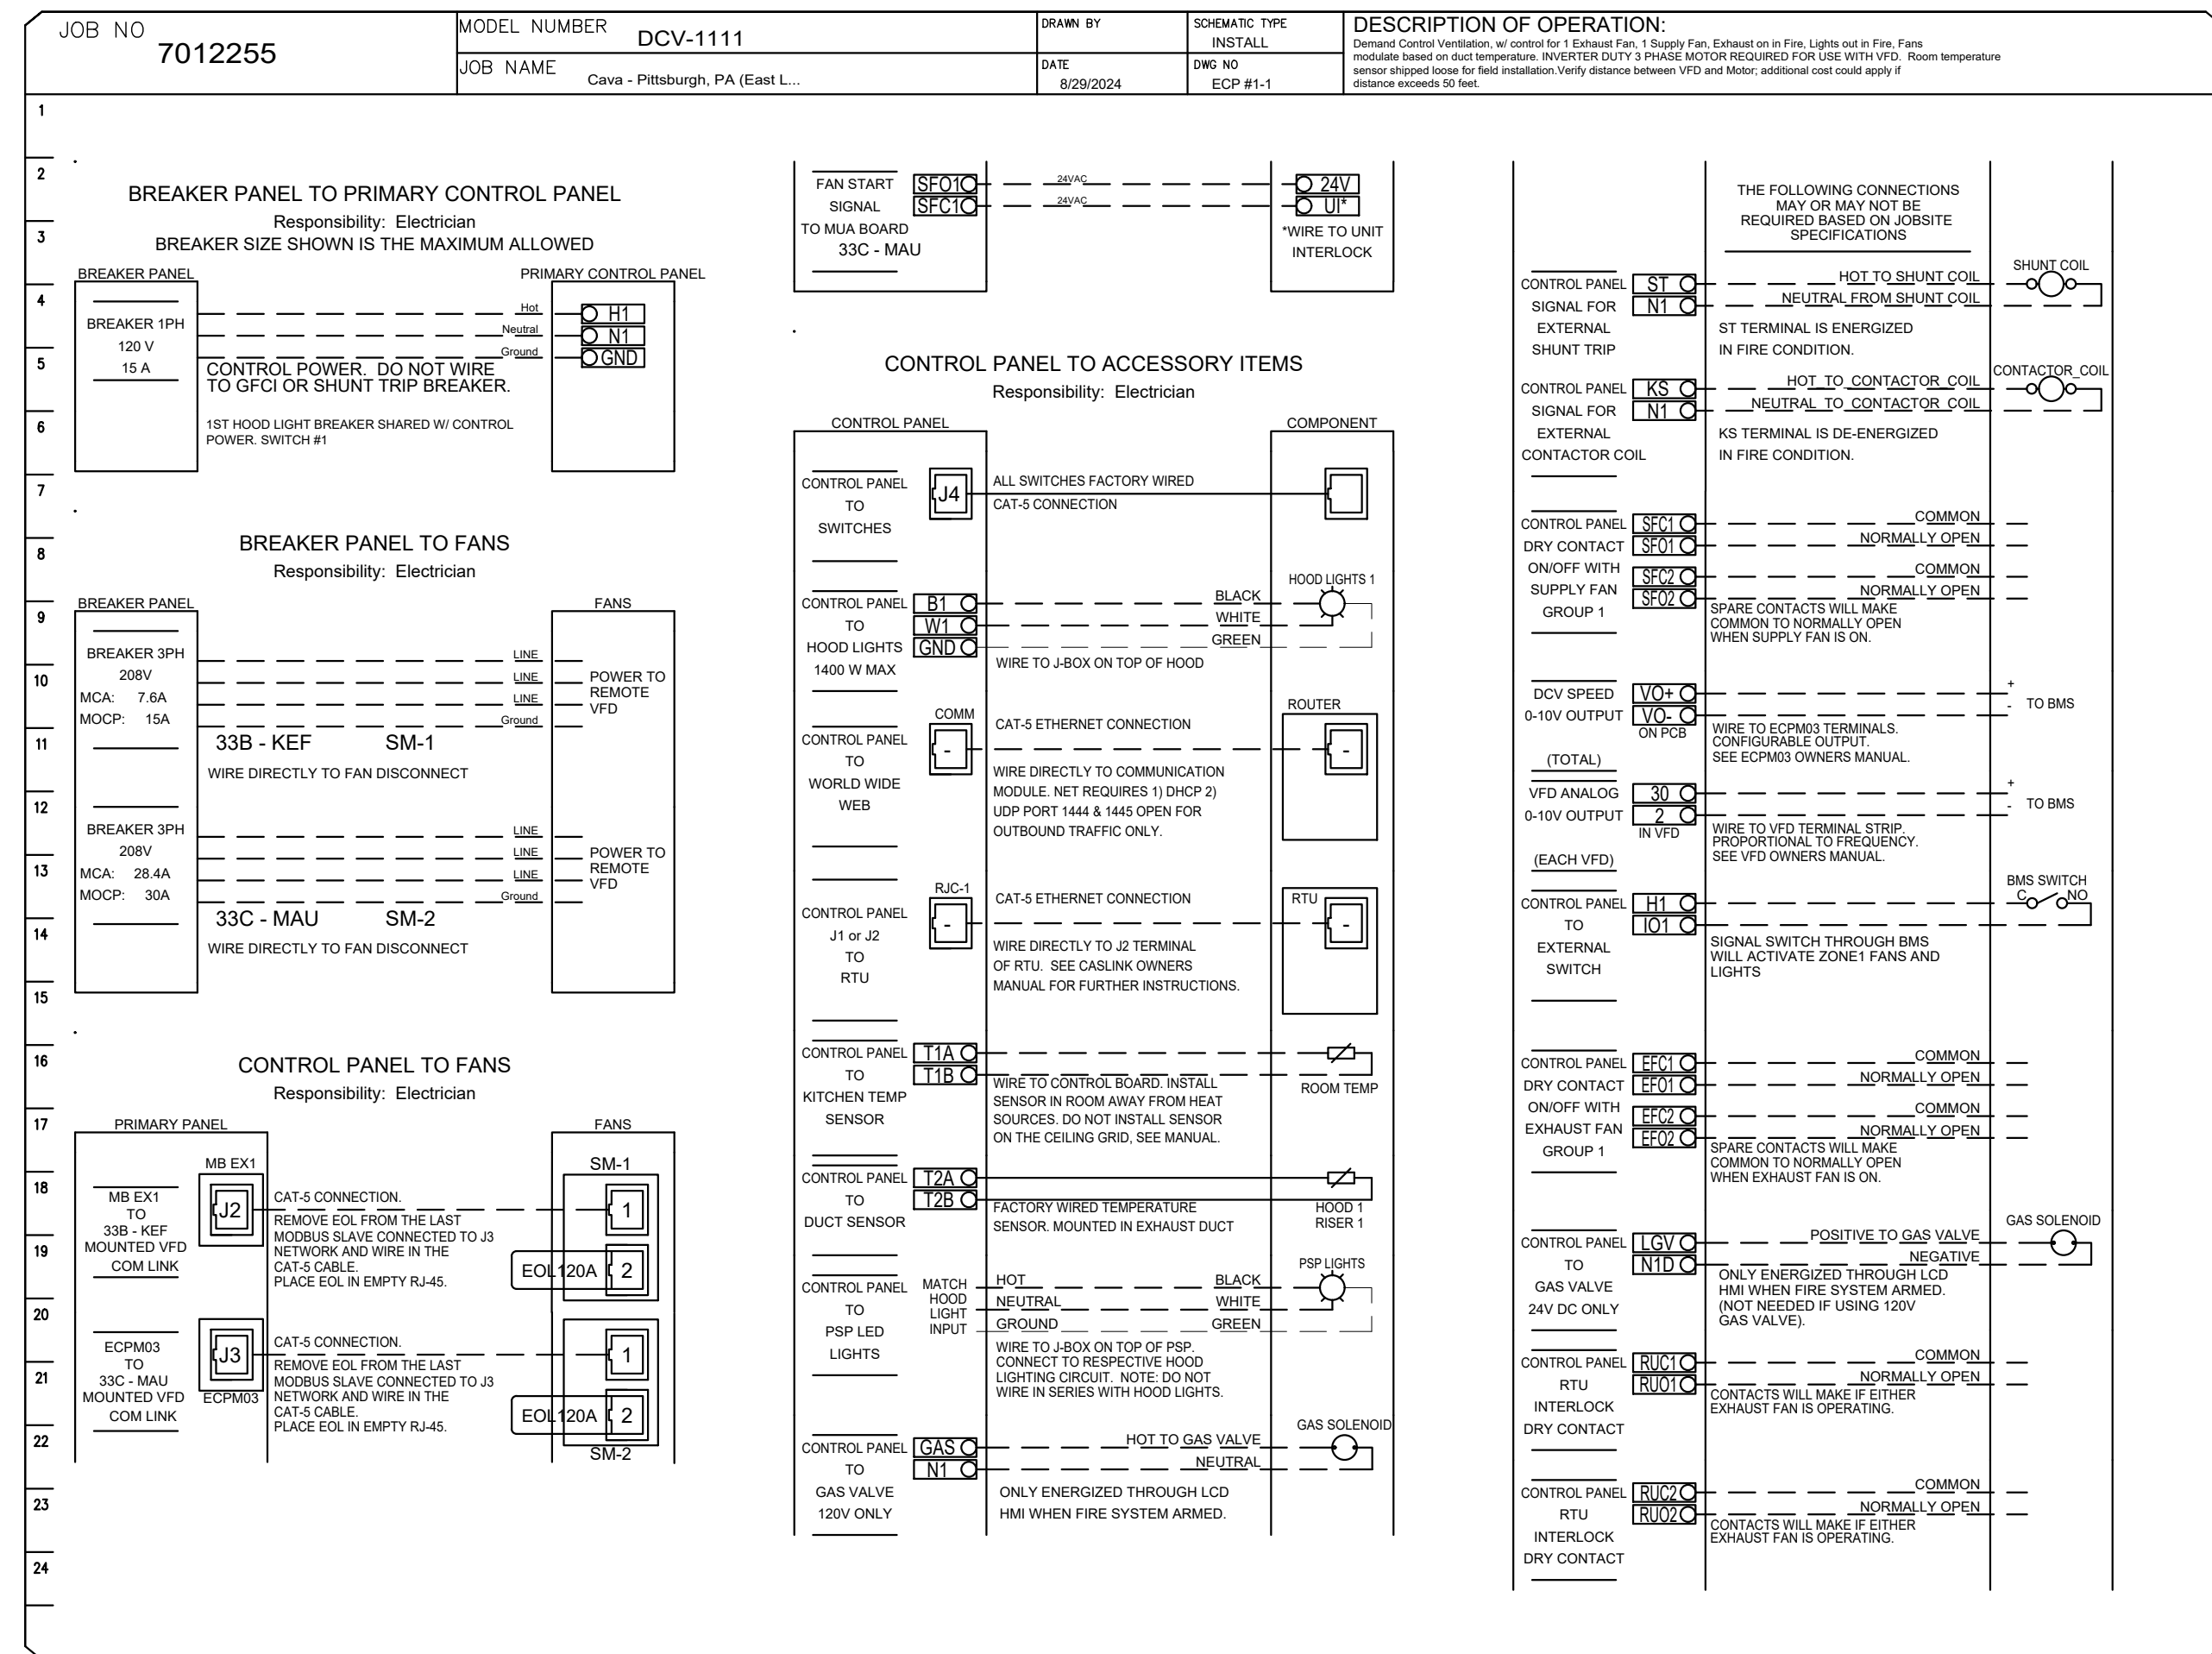 JOB NO
7012255
MODEL NUMBER
DCV-1111
JOB NAME
Cava - Pittsburgh, PA (East L...
DRAWN BY
DATE
8/29/2024
SCHEMATIC TYPE
INSTALL
DWG NO
ECP #1-1
DESCRIPTION OF OPERATION:
Demand Control Ventilation, w/ control for 1 Exhaust Fan, 1 Supply Fan, Exhaust on in Fire, Lights out in Fire, Fans
modulate based on duct temperature. INVERTER DUTY 3 PHASE MOTOR REQUIRED FOR USE WITH VFD. Room temperature
sensor shipped loose for field installation.Verify distance between VFD and Motor; additional cost could apply if
distance exceeds 50 feet.
1
2
3
4
5
6
7
8
9
10
11
12
13
14
15
16
17
18
19
20
21
22
23
24
BREAKER PANEL TO PRIMARY CONTROL PANEL
Responsibility: Electrician
BREAKER SIZE SHOWN IS THE MAXIMUM ALLOWED
BREAKER PANEL
PRIMARY CONTROL PANEL
BREAKER 1PH
120 V
15 A
Hot
H1
Neutral
N1
Ground
GND
CONTROL POWER. DO NOT WIRE
TO GFCI OR SHUNT TRIP BREAKER.
1ST HOOD LIGHT BREAKER SHARED W/ CONTROL
POWER. SWITCH #1
BREAKER PANEL TO FANS
Responsibility: Electrician
BREAKER PANEL
FANS
BREAKER 3PH
208V
MCA: 7.6A
MOCP: 15A
LINE
LINE
LINE
Ground
POWER TO
REMOTE
VFD
33B - KEF SM-1
WIRE DIRECTLY TO FAN DISCONNECT
BREAKER 3PH
208V
MCA: 28.4A
MOCP: 30A
LINE
LINE
LINE
Ground
POWER TO
REMOTE
VFD
33C - MAU SM-2
WIRE DIRECTLY TO FAN DISCONNECT
CONTROL PANEL TO FANS
Responsibility: Electrician
PRIMARY PANEL
FANS
MB EX1
TO
33B - KEF
MOUNTED VFD
COM LINK
MB EX1
J2
CAT-5 CONNECTION.
REMOVE EOL FROM THE LAST
MODBUS SLAVE CONNECTED TO J3
NETWORK AND WIRE IN THE
CAT-5 CABLE.
PLACE EOL IN EMPTY RJ-45.
SM-1
1
EOL120A
2
ECPM03
TO
33C - MAU
MOUNTED VFD
COM LINK
J3
ECPM03
CAT-5 CONNECTION.
REMOVE EOL FROM THE LAST
MODBUS SLAVE CONNECTED TO J3
NETWORK AND WIRE IN THE
CAT-5 CABLE.
PLACE EOL IN EMPTY RJ-45.
1
EOL120A
2
SM-2
FAN START
SIGNAL
TO MUA BOARD
33C - MAU
SFO1
SFC1
24VAC
24VAC
24V
UI*
*WIRE TO UNIT
INTERLOCK
CONTROL PANEL TO ACCESSORY ITEMS
Responsibility: Electrician
CONTROL PANEL
COMPONENT
CONTROL PANEL
TO
SWITCHES
J4
ALL SWITCHES FACTORY WIRED
CAT-5 CONNECTION
CONTROL PANEL
TO
HOOD LIGHTS
1400 W MAX
B1
W1
GND
BLACK
WHITE
GREEN
HOOD LIGHTS 1
WIRE TO J-BOX ON TOP OF HOOD
CONTROL PANEL
TO
WORLD WIDE
WEB
COMM
-
CAT-5 ETHERNET CONNECTION
WIRE DIRECTLY TO COMMUNICATION
MODULE. NET REQUIRES 1) DHCP 2)
UDP PORT 1444 & 1445 OPEN FOR
OUTBOUND TRAFFIC ONLY.
ROUTER
-
CONTROL PANEL
J1 or J2
TO
RTU
RJC-1
-
CAT-5 ETHERNET CONNECTION
WIRE DIRECTLY TO J2 TERMINAL
OF RTU. SEE CASLINK OWNERS
MANUAL FOR FURTHER INSTRUCTIONS.
RTU
-
CONTROL PANEL
TO
KITCHEN TEMP
SENSOR
T1A
T1B
WIRE TO CONTROL BOARD. INSTALL
SENSOR IN ROOM AWAY FROM HEAT
SOURCES. DO NOT INSTALL SENSOR
ON THE CEILING GRID, SEE MANUAL.
ROOM TEMP
CONTROL PANEL
TO
DUCT SENSOR
T2A
T2B
FACTORY WIRED TEMPERATURE
SENSOR. MOUNTED IN EXHAUST DUCT
HOOD 1
RISER 1
CONTROL PANEL
TO
PSP LED
LIGHTS
MATCH
HOOD
LIGHT
INPUT
HOT
NEUTRAL
GROUND
BLACK
WHITE
GREEN
PSP LIGHTS
WIRE TO J-BOX ON TOP OF PSP.
CONNECT TO RESPECTIVE HOOD
LIGHTING CIRCUIT. NOTE: DO NOT
WIRE IN SERIES WITH HOOD LIGHTS.
CONTROL PANEL
TO
GAS VALVE
120V ONLY
GAS
N1
HOT TO GAS VALVE
NEUTRAL
GAS SOLENOID
ONLY ENERGIZED THROUGH LCD
HMI WHEN FIRE SYSTEM ARMED.
THE FOLLOWING CONNECTIONS
MAY OR MAY NOT BE
REQUIRED BASED ON JOBSITE
SPECIFICATIONS
CONTROL PANEL
SIGNAL FOR
EXTERNAL
SHUNT TRIP
ST
N1
HOT TO SHUNT COIL
NEUTRAL FROM SHUNT COIL
SHUNT COIL
ST TERMINAL IS ENERGIZED
IN FIRE CONDITION.
CONTROL PANEL
SIGNAL FOR
EXTERNAL
CONTACTOR COIL
KS
N1
HOT TO CONTACTOR COIL
NEUTRAL TO CONTACTOR COIL
CONTACTOR COIL
KS TERMINAL IS DE-ENERGIZED
IN FIRE CONDITION.
CONTROL PANEL
DRY CONTACT
ON/OFF WITH
SUPPLY FAN
GROUP 1
SFC1
SFO1
SFC2
SFO2
COMMON
NORMALLY OPEN
COMMON
NORMALLY OPEN
SPARE CONTACTS WILL MAKE
COMMON TO NORMALLY OPEN
WHEN SUPPLY FAN IS ON.
DCV SPEED
0-10V OUTPUT
(TOTAL)
VO+
VO-
ON PCB
WIRE TO ECPM03 TERMINALS.
CONFIGURABLE OUTPUT.
SEE ECPM03 OWNERS MANUAL.
+
-
TO BMS
VFD ANALOG
0-10V OUTPUT
(EACH VFD)
30
2
IN VFD
WIRE TO VFD TERMINAL STRIP.
PROPORTIONAL TO FREQUENCY.
SEE VFD OWNERS MANUAL.
+
-
TO BMS
CONTROL PANEL
TO
EXTERNAL
SWITCH
H1
IO1
BMS SWITCH
C NO
SIGNAL SWITCH THROUGH BMS
WILL ACTIVATE ZONE1 FANS AND
LIGHTS
CONTROL PANEL
DRY CONTACT
ON/OFF WITH
EXHAUST FAN
GROUP 1
EFC1
EFO1
EFC2
EFO2
COMMON
NORMALLY OPEN
COMMON
NORMALLY OPEN
SPARE CONTACTS WILL MAKE
COMMON TO NORMALLY OPEN
WHEN EXHAUST FAN IS ON.
CONTROL PANEL
TO
GAS VALVE
24V DC ONLY
LGV
N1D
POSITIVE TO GAS VALVE
NEGATIVE
GAS SOLENOID
ONLY ENERGIZED THROUGH LCD
HMI WHEN FIRE SYSTEM ARMED.
(NOT NEEDED IF USING 120V
GAS VALVE).
CONTROL PANEL
RTU
INTERLOCK
DRY CONTACT
RUC1
RUO1
COMMON
NORMALLY OPEN
CONTACTS WILL MAKE IF EITHER
EXHAUST FAN IS OPERATING.
CONTROL PANEL
RTU
INTERLOCK
DRY CONTACT
RUC2
RUO2
COMMON
NORMALLY OPEN
CONTACTS WILL MAKE IF EITHER
EXHAUST FAN IS OPERATING.